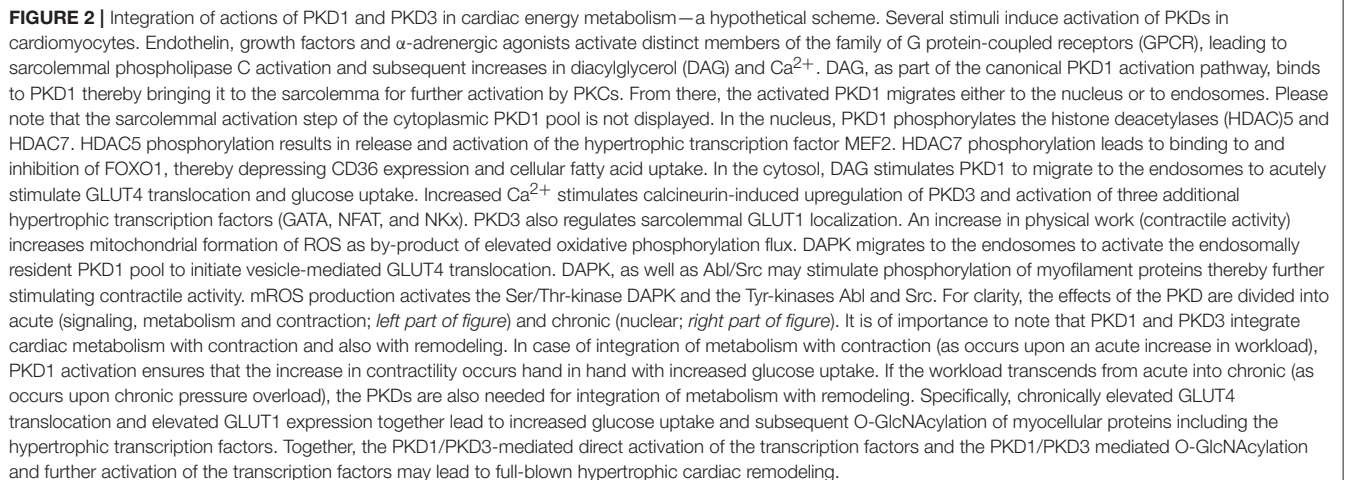 FIGURE 2 | Integration of actions of PKD1 and PKD3 in cardiac energy metabolism—a hypothetical scheme. Several stimuli induce activation of PKDs in
cardiomyocytes. Endothelin, growth factors and α-adrenergic agonists activate distinct members of the family of G protein-coupled receptors (GPCR), leading to
sarcolemmal phospholipase C activation and subsequent increases in diacylglycerol (DAG) and Ca2+. DAG, as part of the canonical PKD1 activation pathway, binds
to PKD1 thereby bringing it to the sarcolemma for further activation by PKCs. From there, the activated PKD1 migrates either to the nucleus or to endosomes. Please
note that the sarcolemmal activation step of the cytoplasmic PKD1 pool is not displayed. In the nucleus, PKD1 phosphorylates the histone deacetylases (HDAC)5 and
HDAC7. HDAC5 phosphorylation results in release and activation of the hypertrophic transcription factor MEF2. HDAC7 phosphorylation leads to binding to and
inhibition of FOXO1, thereby depressing CD36 expression and cellular fatty acid uptake. In the cytosol, DAG stimulates PKD1 to migrate to the endosomes to acutely
stimulate GLUT4 translocation and glucose uptake. Increased Ca2+ stimulates calcineurin-induced upregulation of PKD3 and activation of three additional
hypertrophic transcription factors (GATA, NFAT, and NKx). PKD3 also regulates sarcolemmal GLUT1 localization. An increase in physical work (contractile activity)
increases mitochondrial formation of ROS as by-product of elevated oxidative phosphorylation flux. DAPK migrates to the endosomes to activate the endosomally
resident PKD1 pool to initiate vesicle-mediated GLUT4 translocation. DAPK, as well as Abl/Src may stimulate phosphorylation of myofilament proteins thereby further
stimulating contractile activity. mROS production activates the Ser/Thr-kinase DAPK and the Tyr-kinases Abl and Src. For clarity, the effects of the PKD are divided into
acute (signaling, metabolism and contraction; left part of figure) and chronic (nuclear; right part of figure). It is of importance to note that PKD1 and PKD3 integrate
cardiac metabolism with contraction and also with remodeling. In case of integration of metabolism with contraction (as occurs upon an acute increase in workload),
PKD1 activation ensures that the increase in contractility occurs hand in hand with increased glucose uptake. If the workload transcends from acute into chronic (as
occurs upon chronic pressure overload), the PKDs are also needed for integration of metabolism with remodeling. Specifically, chronically elevated GLUT4
translocation and elevated GLUT1 expression together lead to increased glucose uptake and subsequent O-GlcNAcylation of myocellular proteins including the
hypertrophic transcription factors. Together, the PKD1/PKD3-mediated direct activation of the transcription factors and the PKD1/PKD3 mediated O-GlcNAcylation
and further activation of the transcription factors may lead to full-blown hypertrophic cardiac remodeling.